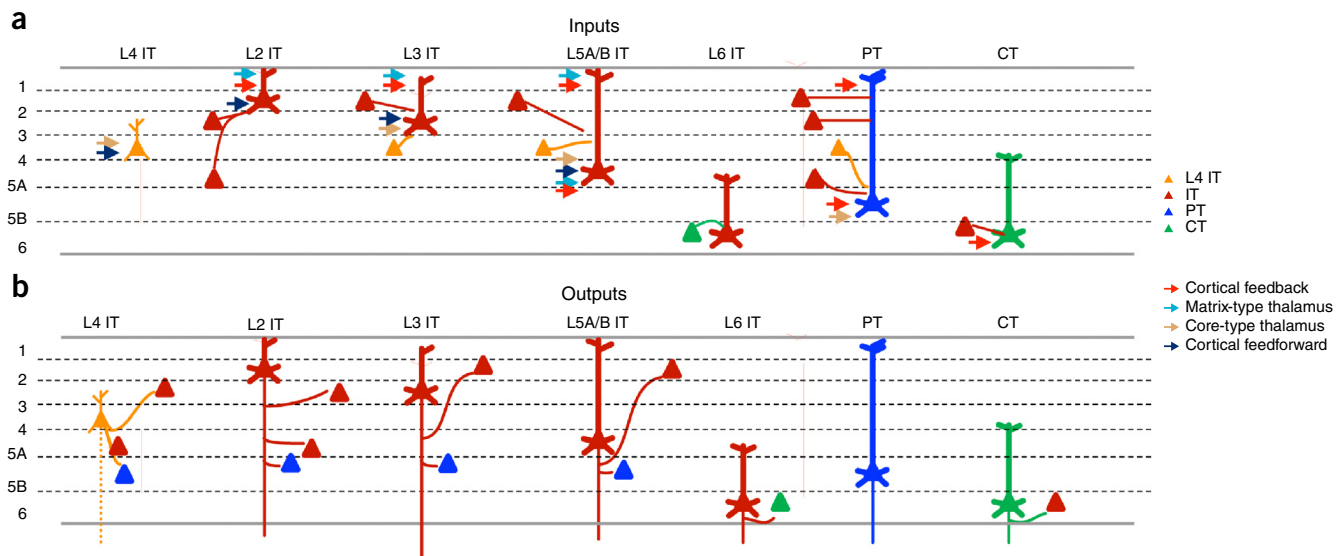 a
Inputs
L4 IT L2 IT L3 IT L5A/B IT L6 IT PT CT
1
2
3
4
5A
5B
6
L4 IT
IT
PT
CT
b
Outputs
L4 IT L2 IT L3 IT L5A/B IT L6 IT PT CT
1
2
3
4
5A
5B
6
Cortical feedback
Matrix-type thalamus
Core-type thalamus
Cortical feedforward